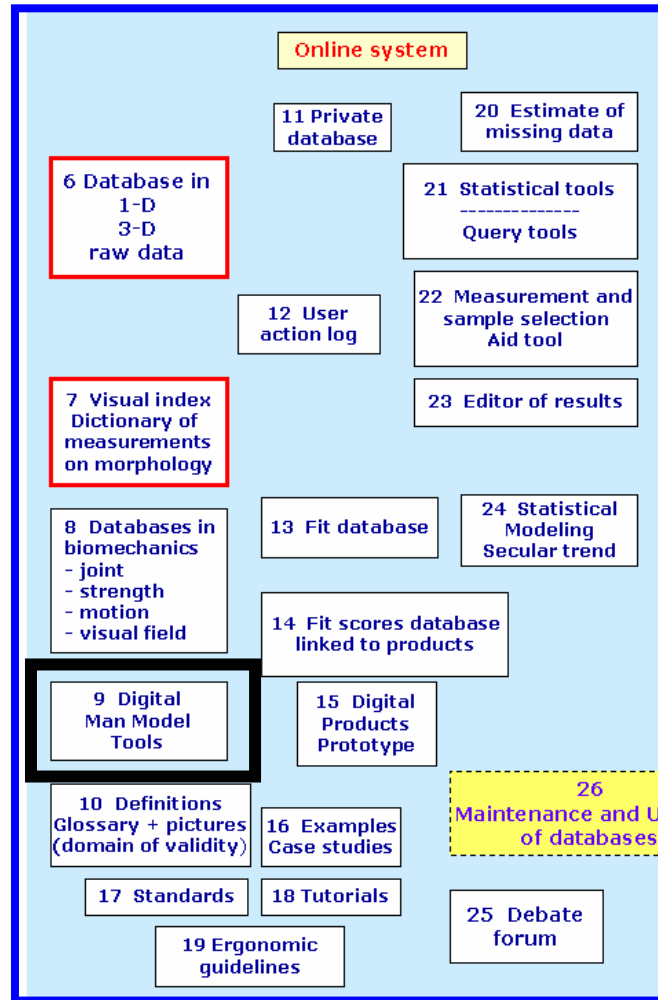 Online system
11 Private
database
20 Estimate of
missing data
6 Database in
1-D
3-D
raw data
21 Statistical tools
--------------
Query tools
12 User
action log
22 Measurement and
sample selection
Aid tool
7 Visual index
Dictionary of
measurements
on morphology
23 Editor of results
8 Databases in
biomechanics
- joint
- strength
- motion
- visual field
13 Fit database
24 Statistical
Modeling
Secular trend
14 Fit scores database
linked to products
9 Digital
Man Model
Tools
15 Digital
Products
Prototype
10 Definitions
Glossary + pictures
(domain of validity)
16 Examples
Case studies
26
Maintenance and U
of databases
17 Standards
18 Tutorials
25 Debate
forum
19 Ergonomic
guidelines